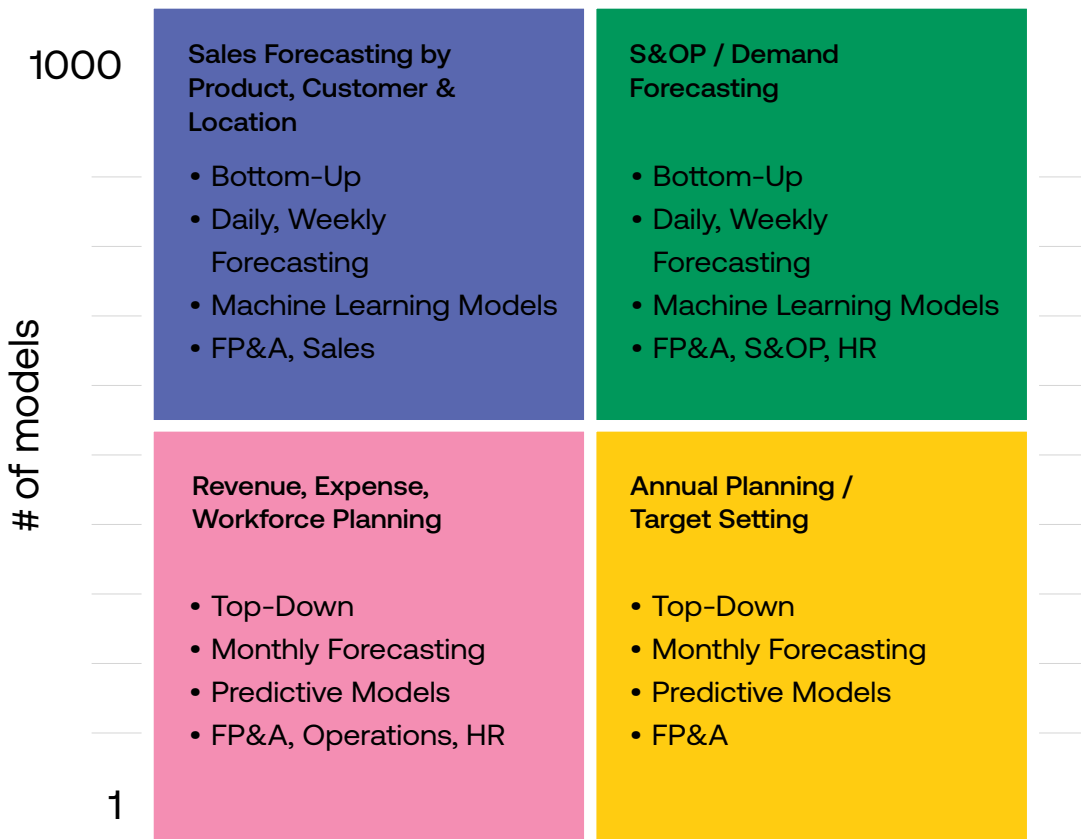 1000
# of models
1
Sales Forecasting by
Product, Customer &
Location
• Bottom-Up
• Daily, Weekly
Forecasting
• Machine Learning Models
• FP&A, Sales
S&OP / Demand
Forecasting
• Bottom-Up
• Daily, Weekly
Forecasting
• Machine Learning Models
• FP&A, S&OP, HR
Revenue, Expense,
Workforce Planning
• Top-Down
• Monthly Forecasting
• Predictive Models
• FP&A, Operations, HR
Annual Planning /
Target Setting
• Top-Down
• Monthly Forecasting
• Predictive Models
• FP&A